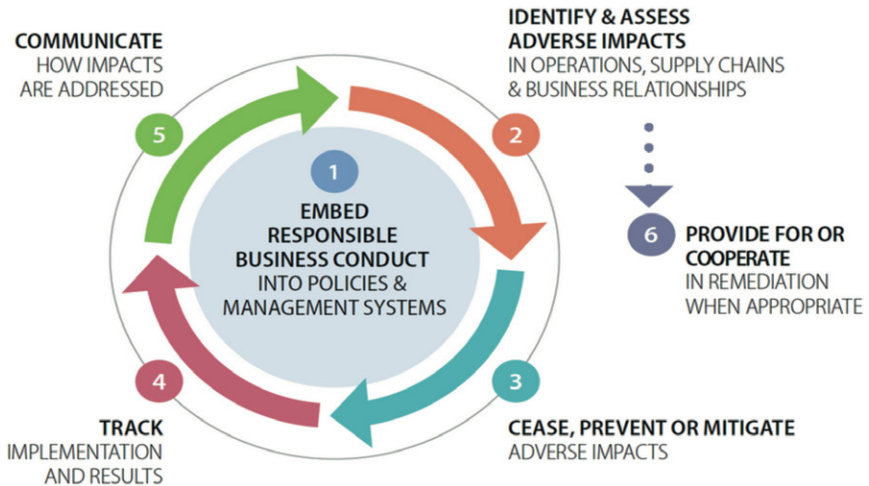 1
EMBED
RESPONSIBLE
BUSINESS CONDUCT
INTO POLICIES &
MANAGEMENT SYSTEMS
2
IDENTIFY & ASSESS
ADVERSE IMPACTS
IN OPERATIONS, SUPPLY CHAINS
& BUSINESS RELATIONSHIPS
3
CEASE, PREVENT OR MITIGATE
ADVERSE IMPACTS
4
TRACK
IMPLEMENTATION
AND RESULTS
5
COMMUNICATE
HOW IMPACTS
ARE ADDRESSED
6
PROVIDE FOR OR
COOPERATE
IN REMEDIATION
WHEN APPROPRIATE